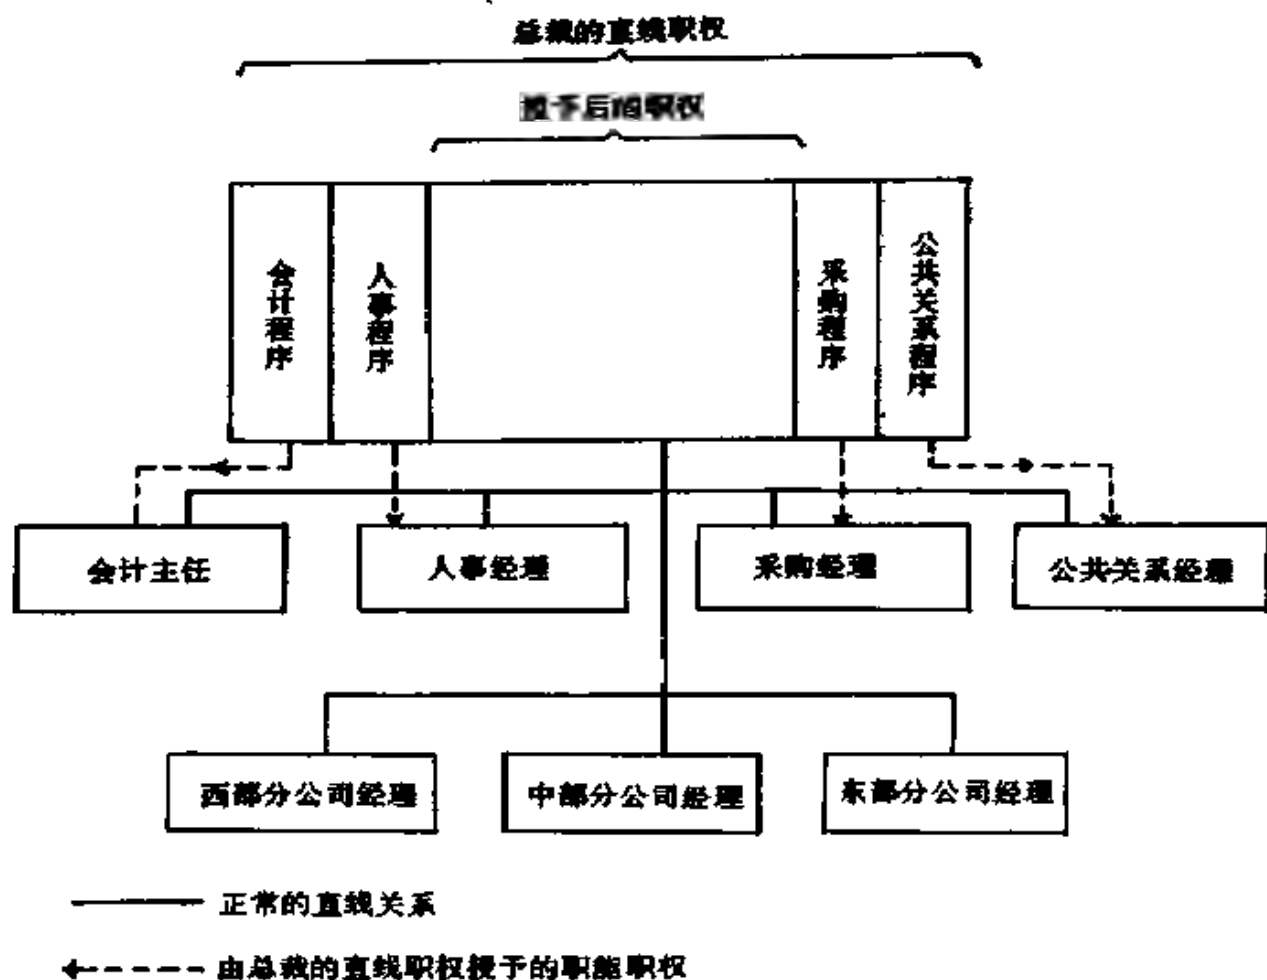 总裁的直线职权
授予后的职权
会计程序
人事程序
采购程序
公共关系程序
会计主任
人事经理
采购经理
公共关系经理
西部分公司经理
中部分公司经理
东部分公司经理
正常的直线关系
由总裁的直线职权授予的职能职权